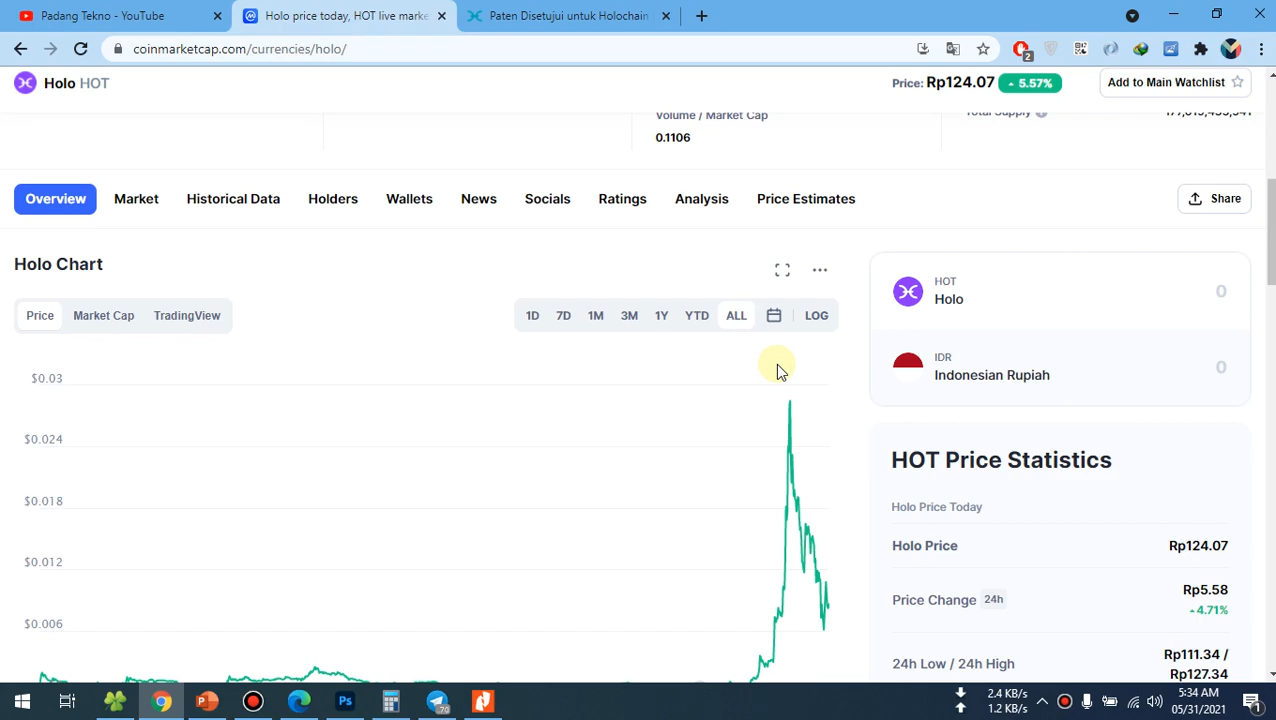 Padang Tekno - YouTube
Holo price today, HOT live marke
Paten Disetujui untuk Holochain
coinmarketcap.com/currencies/holo/
2
Holo HOT
Price: Rp124.07 5.57%
Add to Main Watchlist
Volume / Market Cap
0.1106
Total Supply
Overview
Market
Historical Data
Holders
Wallets
News
Socials
Ratings
Analysis
Price Estimates
Share
Holo Chart
Price
Market Cap
TradingView
1D
7D
1M
3M
1Y
YTD
ALL
LOG
$0.03
$0.024
$0.018
$0.012
$0.006
HOT
Holo
0
IDR
Indonesian Rupiah
0
HOT Price Statistics
Holo Price Today
Holo Price
Rp124.07
Price Change 24h
Rp5.58
4.71%
24h Low / 24h High
Rp111.34 /
Rp127.34
2.4 KB/s
1.2 KB/s
5:34 AM
05/31/2021